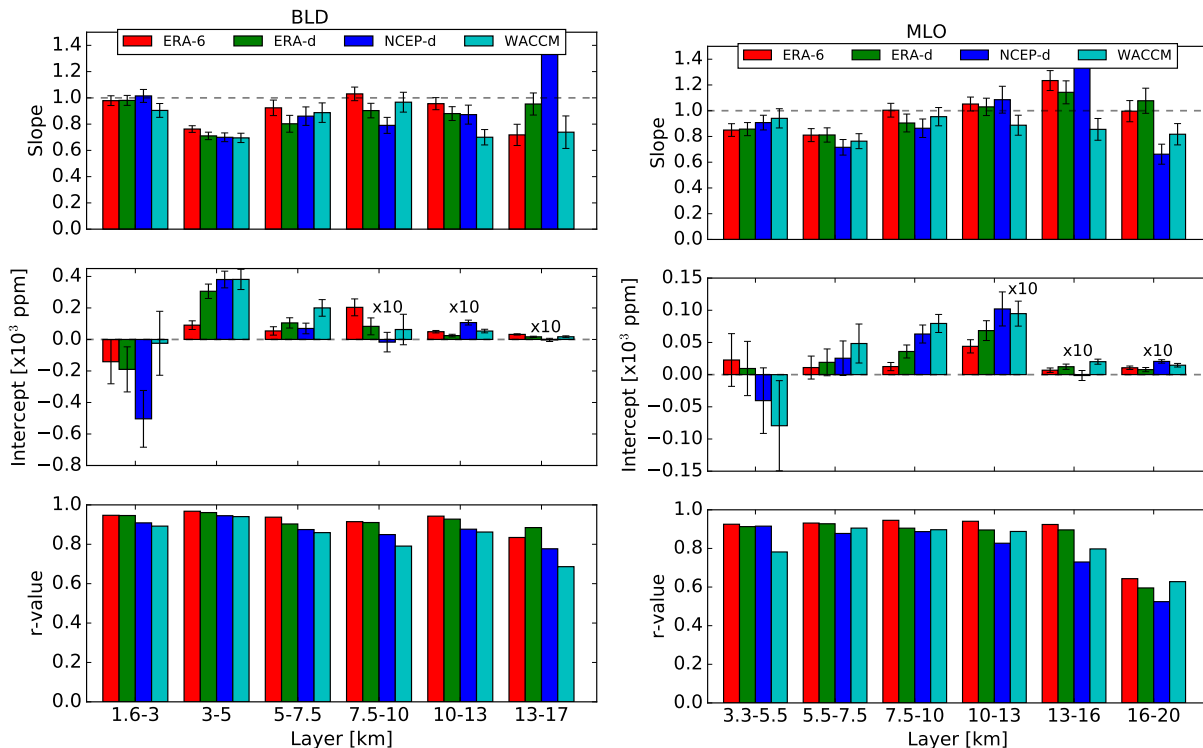 BLD
ERA-6 ERA-d NCEP-d WACCM
1.4
1.2
1.0
0.8
0.6
0.4
0.2
0.0
Slope
0.4
0.2
0.0
−0.2
−0.4
−0.6
−0.8
Intercept [x10³ ppm]
x10 x10 x10
1.0
0.8
0.6
0.4
0.2
0.0
r-value
1.6-3 3-5 5-7.5 7.5-10 10-13 13-17
Layer [km]
MLO
ERA-6 ERA-d NCEP-d WACCM
1.4
1.2
1.0
0.8
0.6
0.4
0.2
0.0
Slope
0.15
0.10
0.05
0.00
−0.05
−0.10
−0.15
Intercept [x10³ ppm]
x10 x10 x10
1.0
0.8
0.6
0.4
0.2
0.0
r-value
3.3-5.5 5.5-7.5 7.5-10 10-13 13-16 16-20
Layer [km]